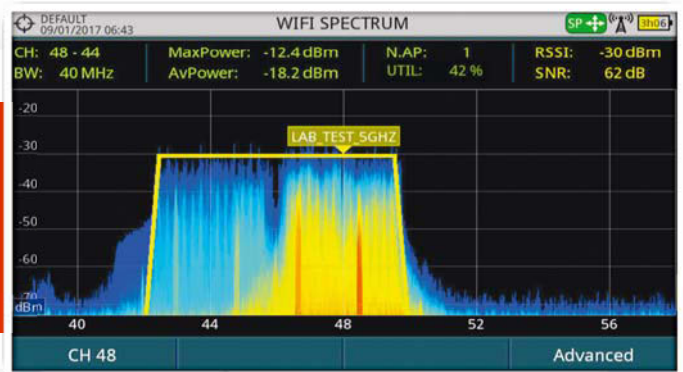 DEFAULT
09/01/2017 06:43
WIFI SPECTRUM
SP
3h06
CH: 48 - 44
MaxPower: -12.4 dBm
N.AP: 1
RSSI: -30 dBm
BW: 40 MHz
AvPower: -18.2 dBm
UTIL: 42 %
SNR: 62 dB
-20
LAB_TEST_5GHZ
-30
-40
-50
-60
-70
dBm
40 44 48 52 56
CH 48
Advanced